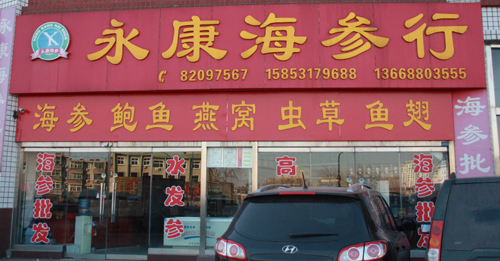 永康海参行
82097567 15853179688 13668803555
海参鲍鱼燕窝虫草鱼翅
海参批发
水发参
高
海参批发
海参批